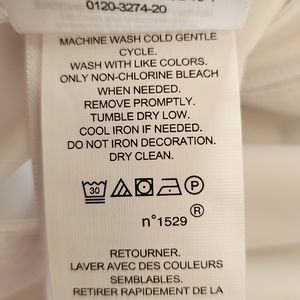 0120-3274-20
MACHINE WASH COLD GENTLE
CYCLE.
WASH WITH LIKE COLORS.
ONLY NON-CHLORINE BLEACH
WHEN NEEDED.
REMOVE PROMPTLY.
TUMBLE DRY LOW.
COOL IRON IF NEEDED.
DO NOT IRON DECORATION.
DRY CLEAN.
30 P
n°1529 ®
RETOURNER.
LAVER AVEC DES COULEURS
SEMBLABLES.
RETIRER RAPIDEMENT DE LA